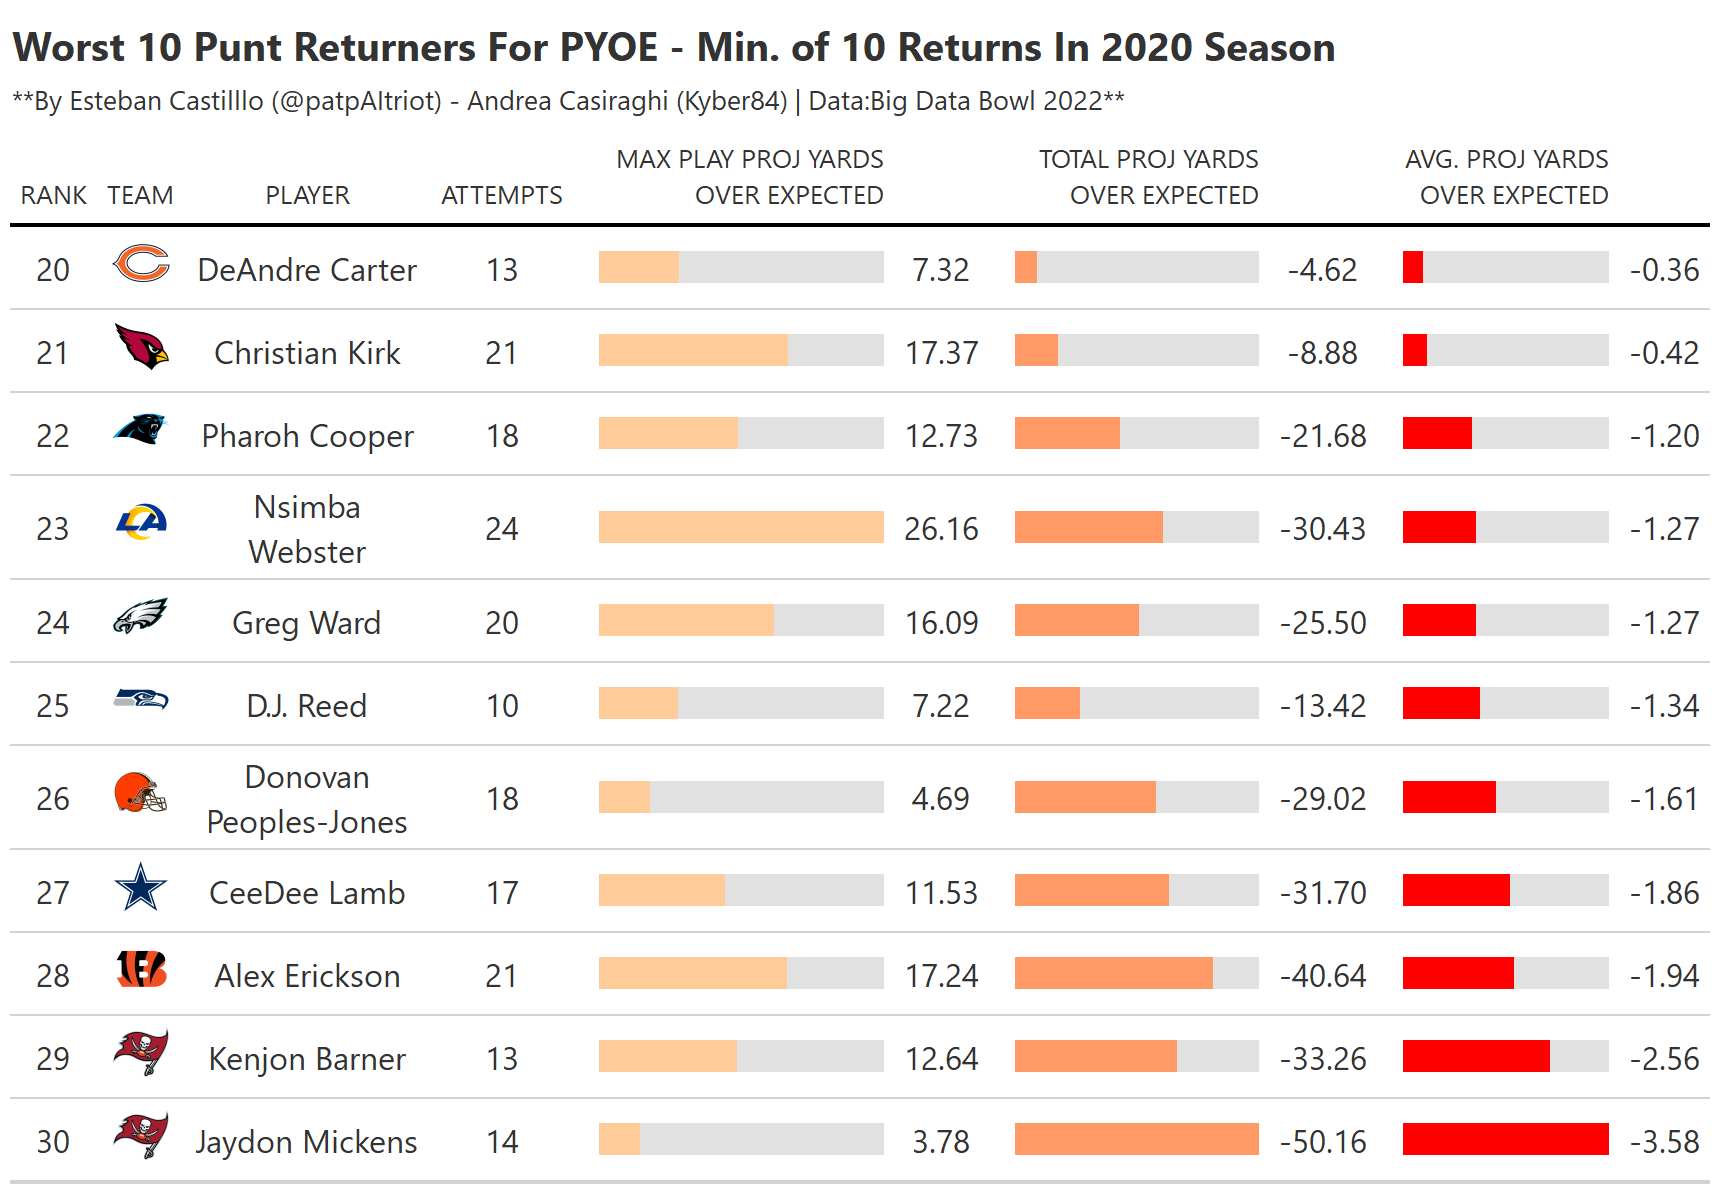 Worst 10 Punt Returners For PYOE - Min. of 10 Returns In 2020 Season
**By Esteban Castilllo (@patpAItriot) - Andrea Casiraghi (Kyber84) | Data:Big Data Bowl 2022**
RANK TEAM PLAYER ATTEMPTS MAX PLAY PROJ YARDS OVER EXPECTED TOTAL PROJ YARDS OVER EXPECTED AVG. PROJ YARDS OVER EXPECTED
20 DeAndre Carter 13 7.32 -4.62 -0.36
21 Christian Kirk 21 17.37 -8.88 -0.42
22 Pharoh Cooper 18 12.73 -21.68 -1.20
23 Nsimba Webster 24 26.16 -30.43 -1.27
24 Greg Ward 20 16.09 -25.50 -1.27
25 D.J. Reed 10 7.22 -13.42 -1.34
26 Donovan Peoples-Jones 18 4.69 -29.02 -1.61
27 CeeDee Lamb 17 11.53 -31.70 -1.86
28 Alex Erickson 21 17.24 -40.64 -1.94
29 Kenjon Barner 13 12.64 -33.26 -2.56
30 Jaydon Mickens 14 3.78 -50.16 -3.58